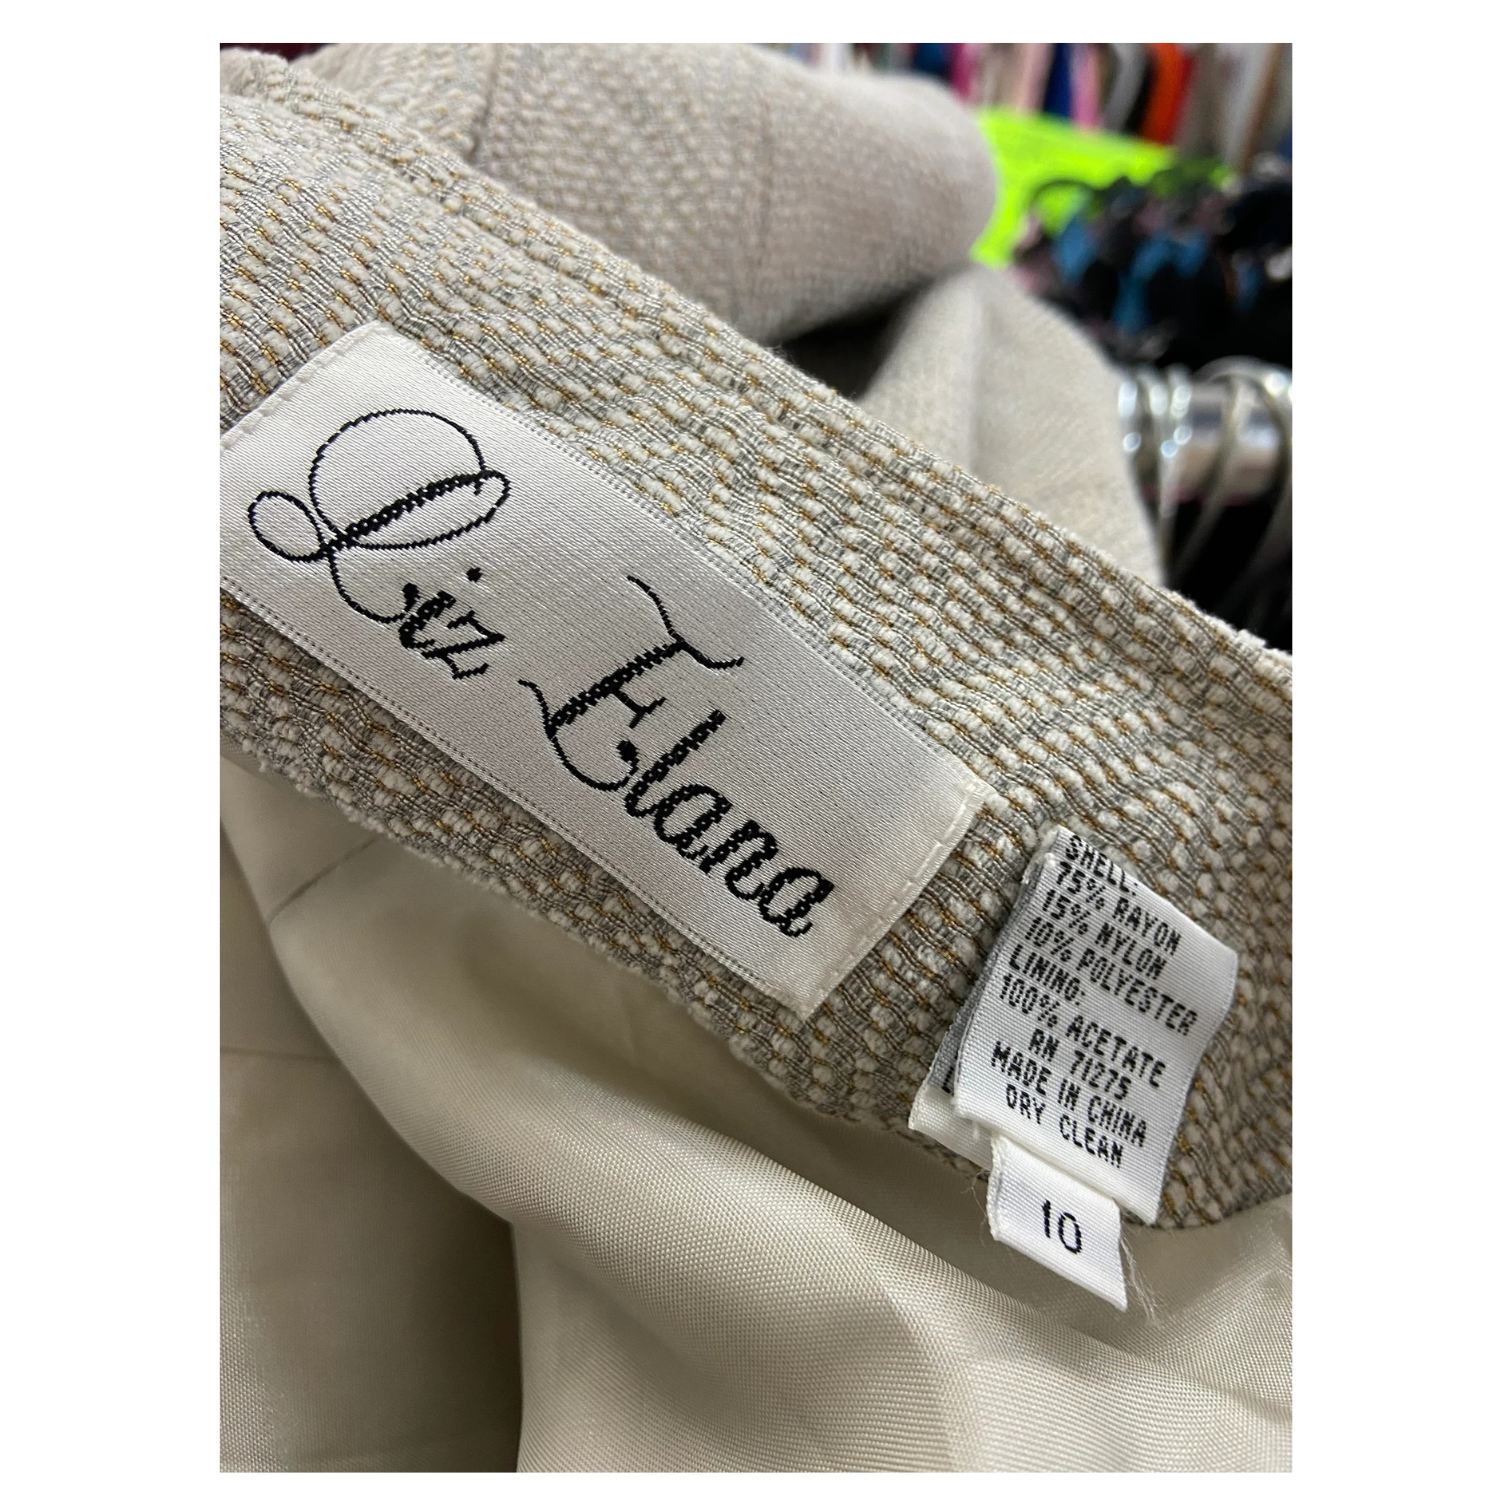 Liz Elana
SHELL:
75% RAYON
15% NYLON
10% POLYESTER
LINING:
100% ACETATE
RN 71275
MADE IN CHINA
DRY CLEAN
10